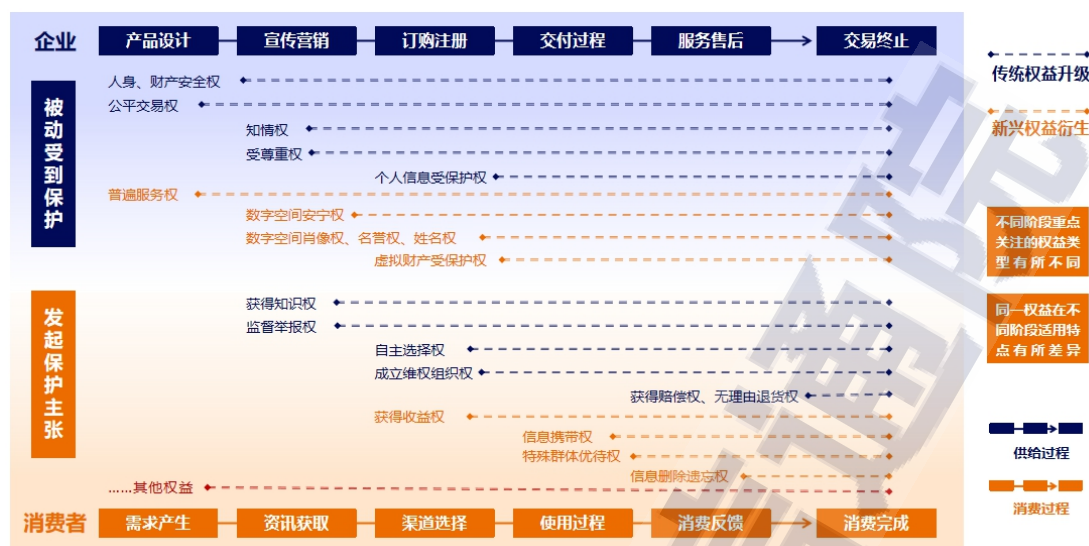 企业 产品设计 宣传营销 订购注册 交付过程 服务售后 交易终止
传统权益升级
新兴权益衍生
被动受到保护
人身、财产安全权
公平交易权
知情权
受尊重权
个人信息受保护权
普遍服务权
数字空间安宁权
数字空间肖像权、名誉权、姓名权
虚拟财产受保护权
不同阶段重点
关注的权益类
型有所不同
同一权益在不
同阶段适用特
点有所差异
发起保护主张
获得知识权
监督举报权
自主选择权
成立维权组织权
获得赔偿权、无理由退货权
获得收益权
信息携带权
特殊群体优待权
信息删除遗忘权
……其他权益
供给过程
消费过程
消费者 需求产生 资讯获取 渠道选择 使用过程 消费反馈 消费完成